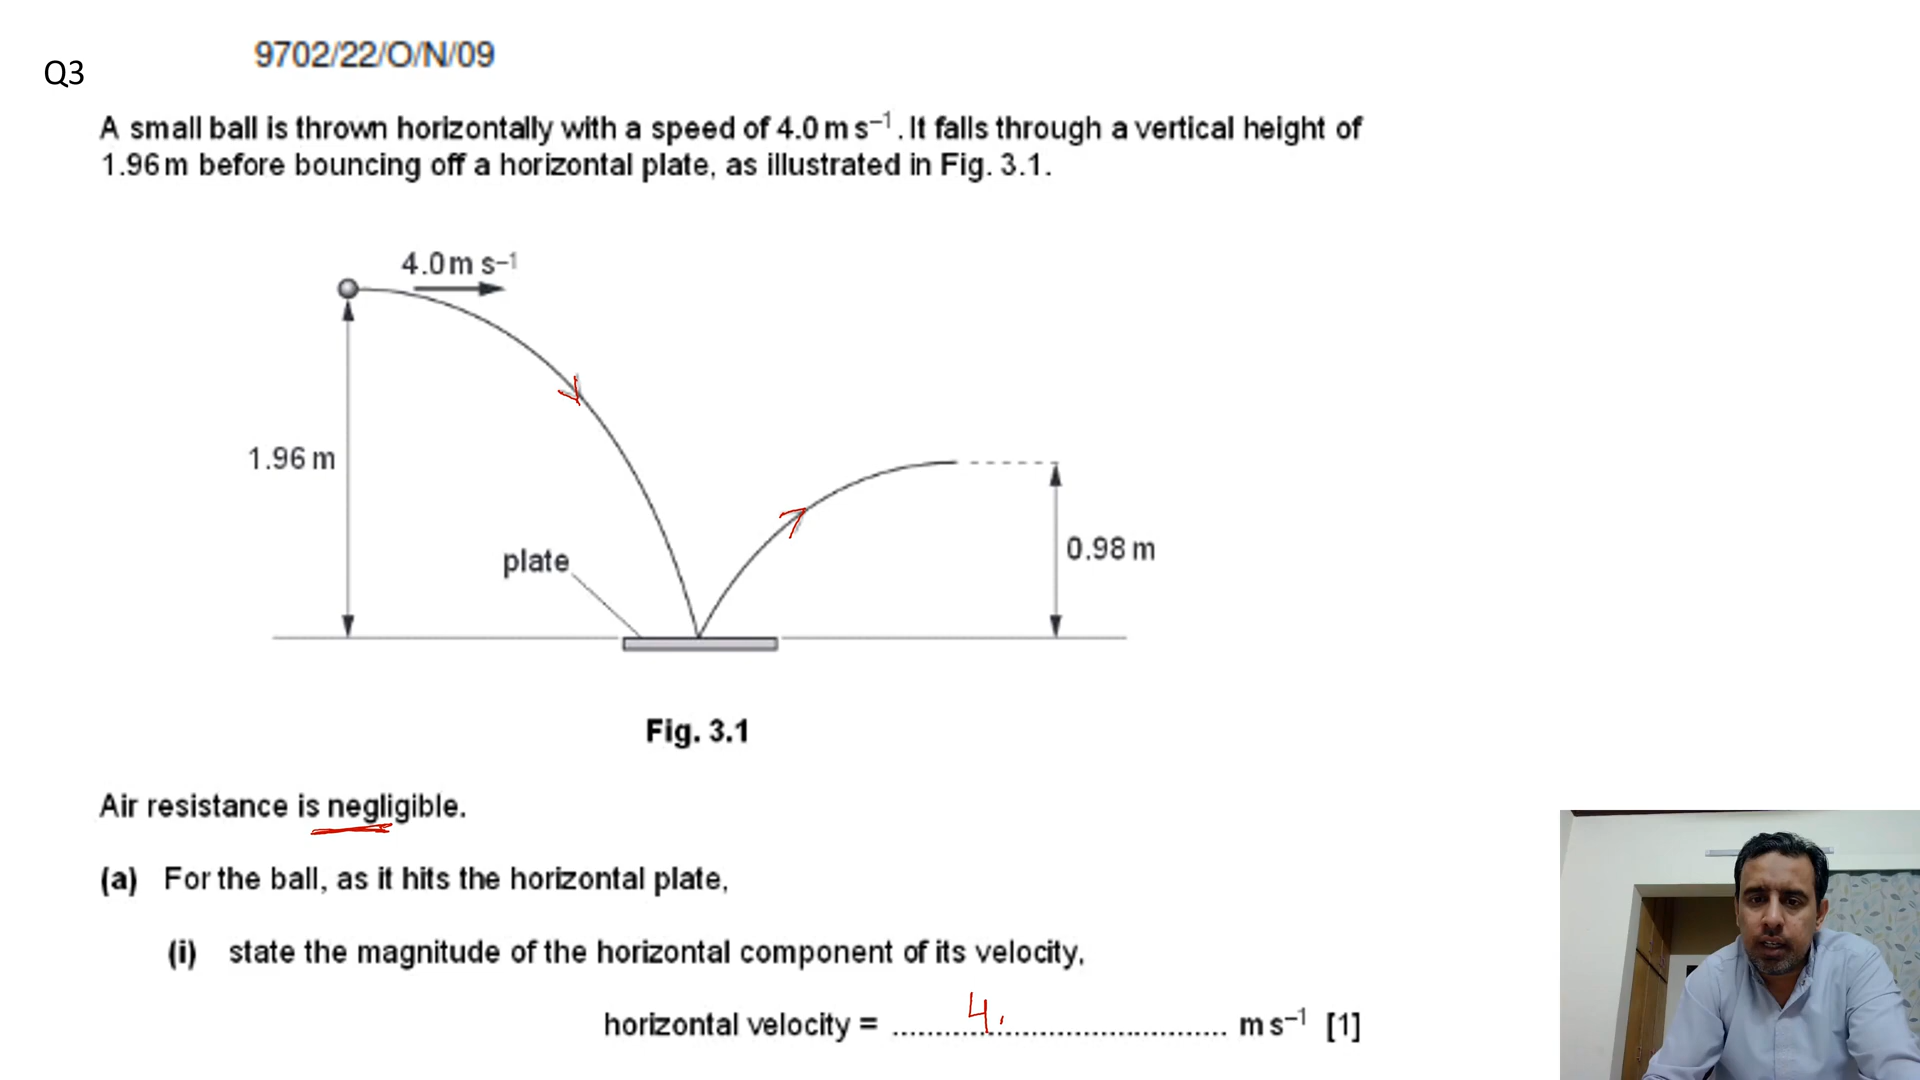 9702/22/O/N/09
Q3
A small ball is thrown horizontally with a speed of 4.0 m s⁻¹. It falls through a vertical height of
1.96 m before bouncing off a horizontal plate, as illustrated in Fig. 3.1.
4.0 m s⁻¹
1.96 m
plate
0.98 m
Fig. 3.1
Air resistance is negligible.
(a) For the ball, as it hits the horizontal plate,
(i) state the magnitude of the horizontal component of its velocity,
horizontal velocity = ........4.................... m s⁻¹ [1]